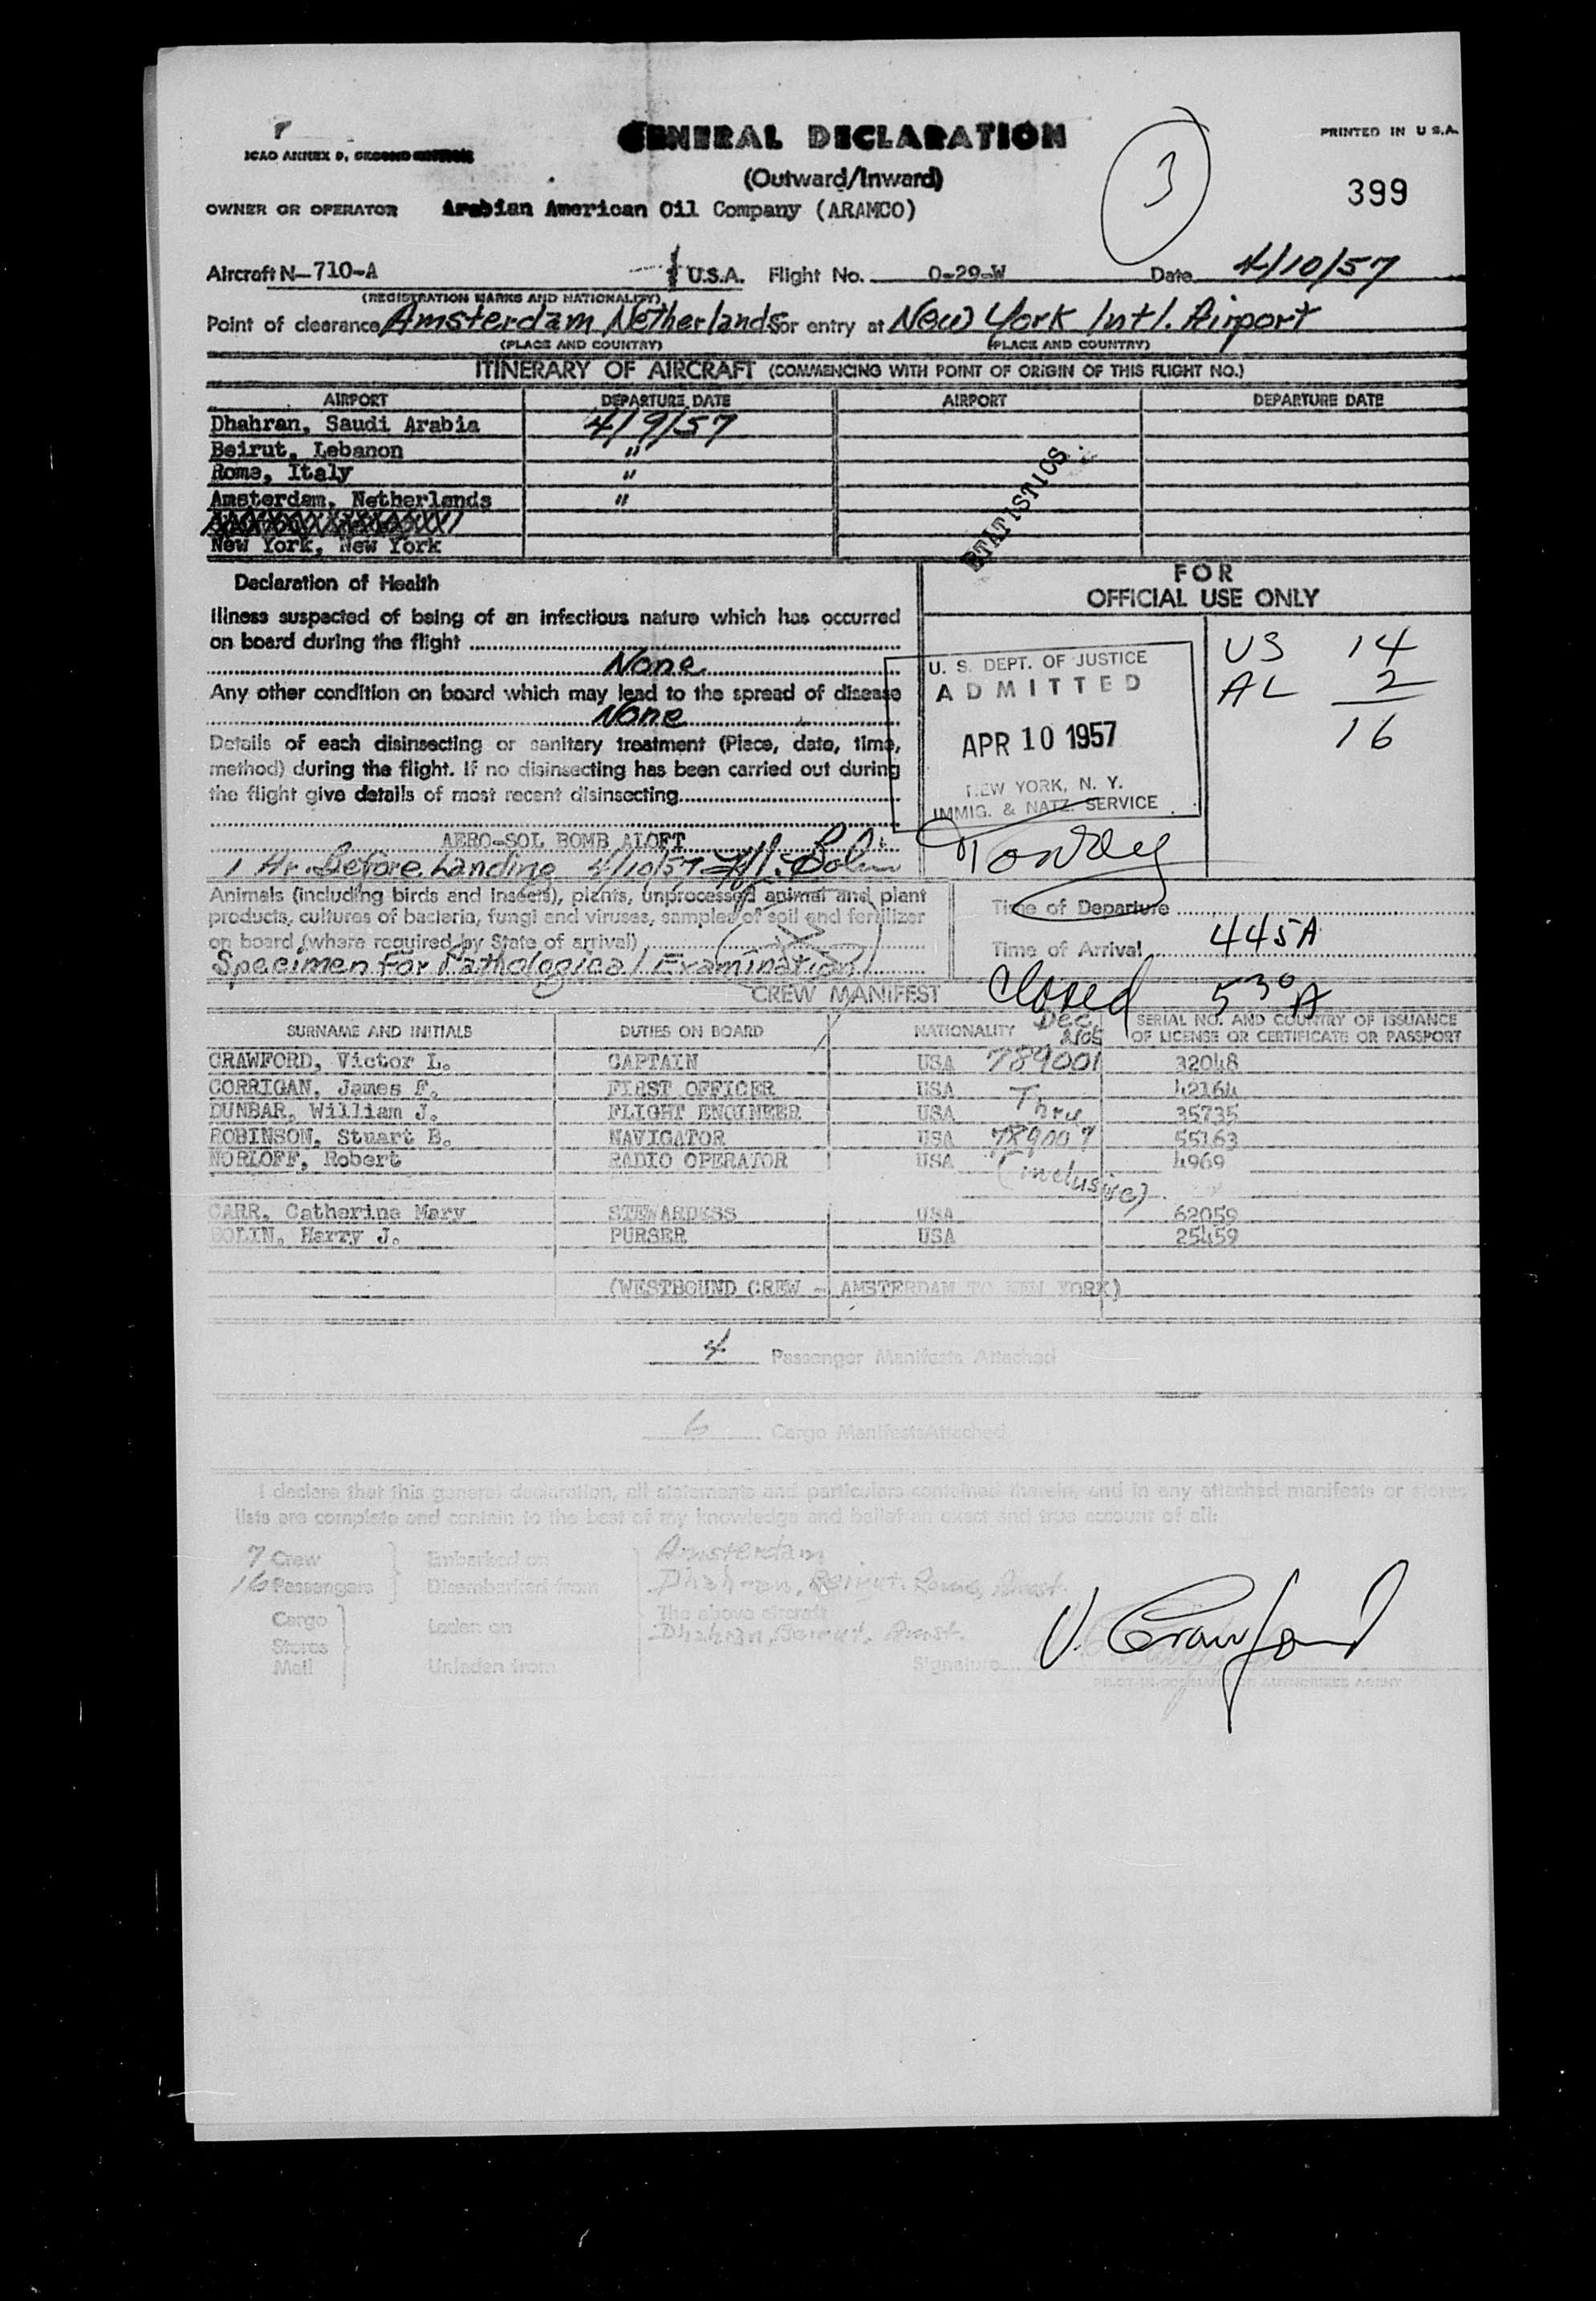 GENERAL DECLARATION
PRINTED IN U S.A.
ICAO ANNEX 9, SECOND EDITION
(Outward/Inward)
3
399
OWNER OR OPERATOR Arabian American Oil Company (ARAMCO)
Aircraft N-710-A U.S.A. Flight No. O-29-W Date 4/10/57
(REGISTRATION MARKS AND NATIONALITY)
Point of clearance Amsterdam, Netherlands For entry at New York Int'l. Airport
(PLACE AND COUNTRY) (PLACE AND COUNTRY)
ITINERARY OF AIRCRAFT (COMMENCING WITH POINT OF ORIGIN OF THIS FLIGHT NO.)
AIRPORT DEPARTURE DATE AIRPORT DEPARTURE DATE
Dhahran, Saudi Arabia 4/9/57
Beirut, Lebanon "
Rome, Italy "
Amsterdam, Netherlands "
New York, New York
STATISTICS
Declaration of Health
Illness suspected of being of an infectious nature which has occurred
on board during the flight
None
Any other condition on board which may lead to the spread of disease
None
Details of each disinsecting or sanitary treatment (Place, date, time,
method) during the flight. If no disinsecting has been carried out during
the flight give details of most recent disinsecting
AERO-SOL BOMB ALOFT
1 Hr. Before Landing 4/10/57 H.J. Bolin
FOR
OFFICIAL USE ONLY
U. S. DEPT. OF JUSTICE
ADMITTED
APR 10 1957
NEW YORK, N. Y.
IMMIG. & NATZ. SERVICE
US 14
AL 2
16
Animals (including birds and insects), plants, unprocessed animal and plant
products, cultures of bacteria, fungi and viruses, samples of soil and fertilizer
on board (where required by State of arrival)
Specimen For Pathological Examination
Time of Departure
Time of Arrival 445A
Closed 530A
CREW MANIFEST
SURNAME AND INITIALS DUTIES ON BOARD NATIONALITY Dec. Nos SERIAL NO. AND COUNTRY OF ISSUANCE
OF LICENSE OR CERTIFICATE OR PASSPORT
CRAWFORD, Victor L. CAPTAIN USA 789001 32048
CORRIGAN, James F. FIRST OFFICER USA Thru 42164
DUNBAR, William J. FLIGHT ENGINEER USA 35735
ROBINSON, Stuart B. NAVIGATOR USA 789007 55163
NORLOFF, Robert RADIO OPERATOR USA (inclusive) 4969
CARR, Catherine Mary STEWARDESS USA 62059
BOLIN, Harry J. PURSER USA 25459
(WESTBOUND CREW - AMSTERDAM TO NEW YORK)
4 Passenger Manifests Attached
6 Cargo Manifests Attached
I declare that this general declaration, all statements and particulars contained therein, and in any attached manifests or stores
lists are complete and contain to the best of my knowledge and belief an exact and true account of all:
7 Crew Embarked on Amsterdam
16 Passengers Disembarked from Dhahran, Beirut, Rome, Amst.
Cargo Laden on The above aircraft
Stores Dhahran, Beirut, Amst.
Mail Unladen from
Signature V. Crawford
PILOT-IN-COMMAND OR AUTHORIZED AGENT